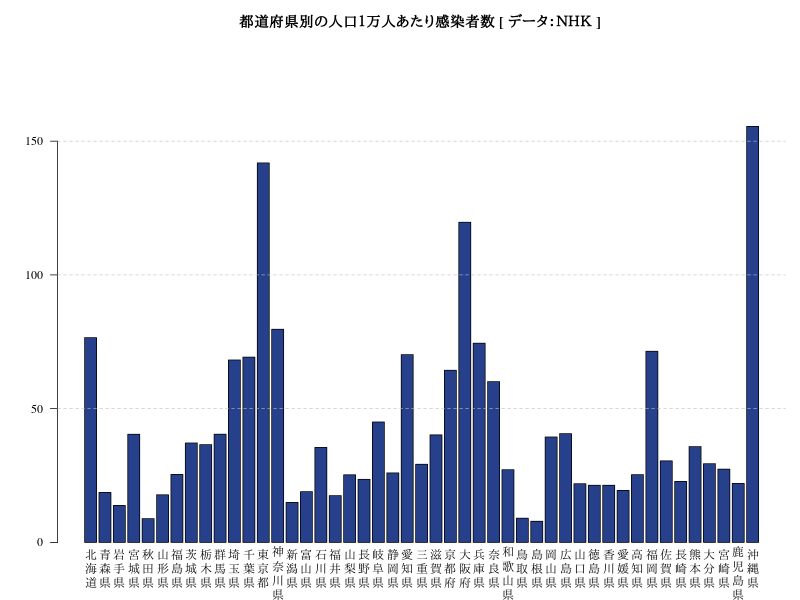 都道府県別の人口1万人あたり感染者数 [ データ：NHK ]
150
100
50
0
北海道
青森県
岩手県
宮城県
秋田県
山形県
福島県
茨城県
栃木県
群馬県
埼玉県
千葉県
東京都
神奈川県
新潟県
富山県
石川県
福井県
山梨県
長野県
岐阜県
静岡県
愛知県
三重県
滋賀県
京都府
大阪府
兵庫県
奈良県
和歌山県
鳥取県
島根県
岡山県
広島県
山口県
徳島県
香川県
愛媛県
高知県
福岡県
佐賀県
長崎県
熊本県
大分県
宮崎県
鹿児島県
沖縄県